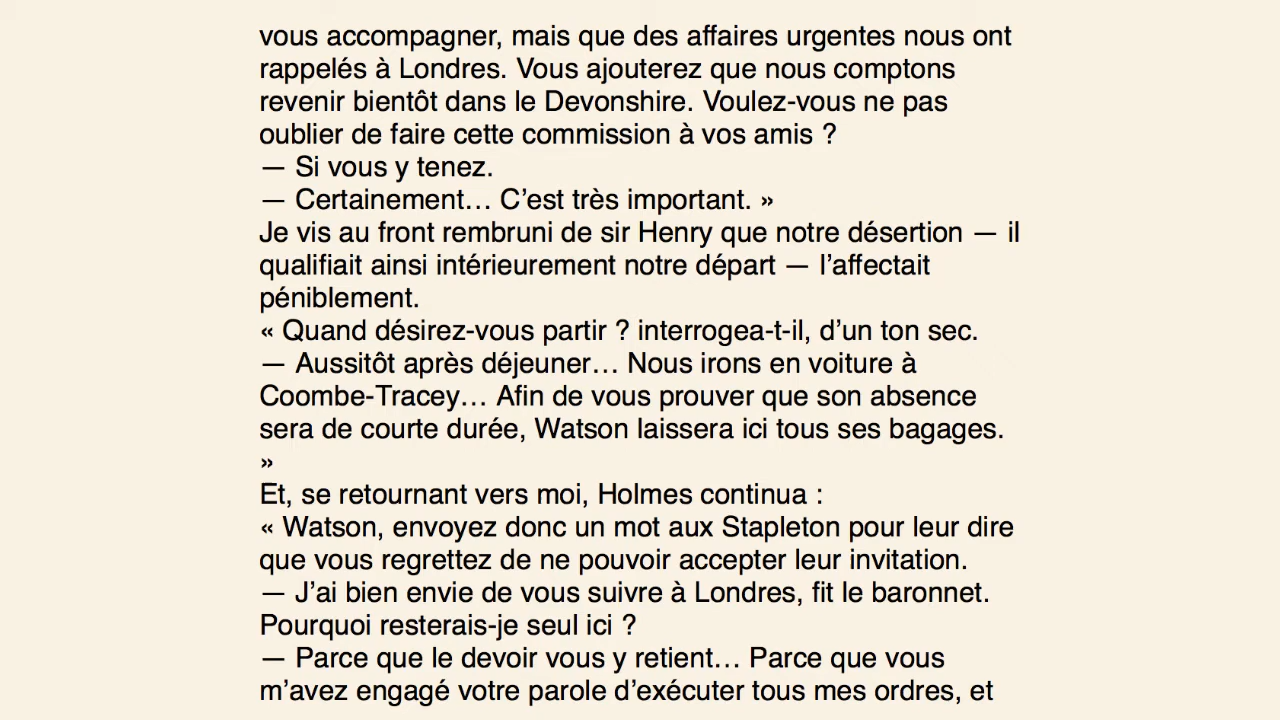 vous accompagner, mais que des affaires urgentes nous ont
rappelés à Londres. Vous ajouterez que nous comptons
revenir bientôt dans le Devonshire. Voulez-vous ne pas
oublier de faire cette commission à vos amis ?
— Si vous y tenez.
— Certainement… C’est très important. »
Je vis au front rembruni de sir Henry que notre désertion — il
qualifiait ainsi intérieurement notre départ — l’affectait
péniblement.
« Quand désirez-vous partir ? interrogea-t-il, d’un ton sec.
— Aussitôt après déjeuner… Nous irons en voiture à
Coombe-Tracey… Afin de vous prouver que son absence
sera de courte durée, Watson laissera ici tous ses bagages.
»
Et, se retournant vers moi, Holmes continua :
« Watson, envoyez donc un mot aux Stapleton pour leur dire
que vous regrettez de ne pouvoir accepter leur invitation.
— J’ai bien envie de vous suivre à Londres, fit le baronnet.
Pourquoi resterais-je seul ici ?
— Parce que le devoir vous y retient… Parce que vous
m’avez engagé votre parole d’exécuter tous mes ordres, et